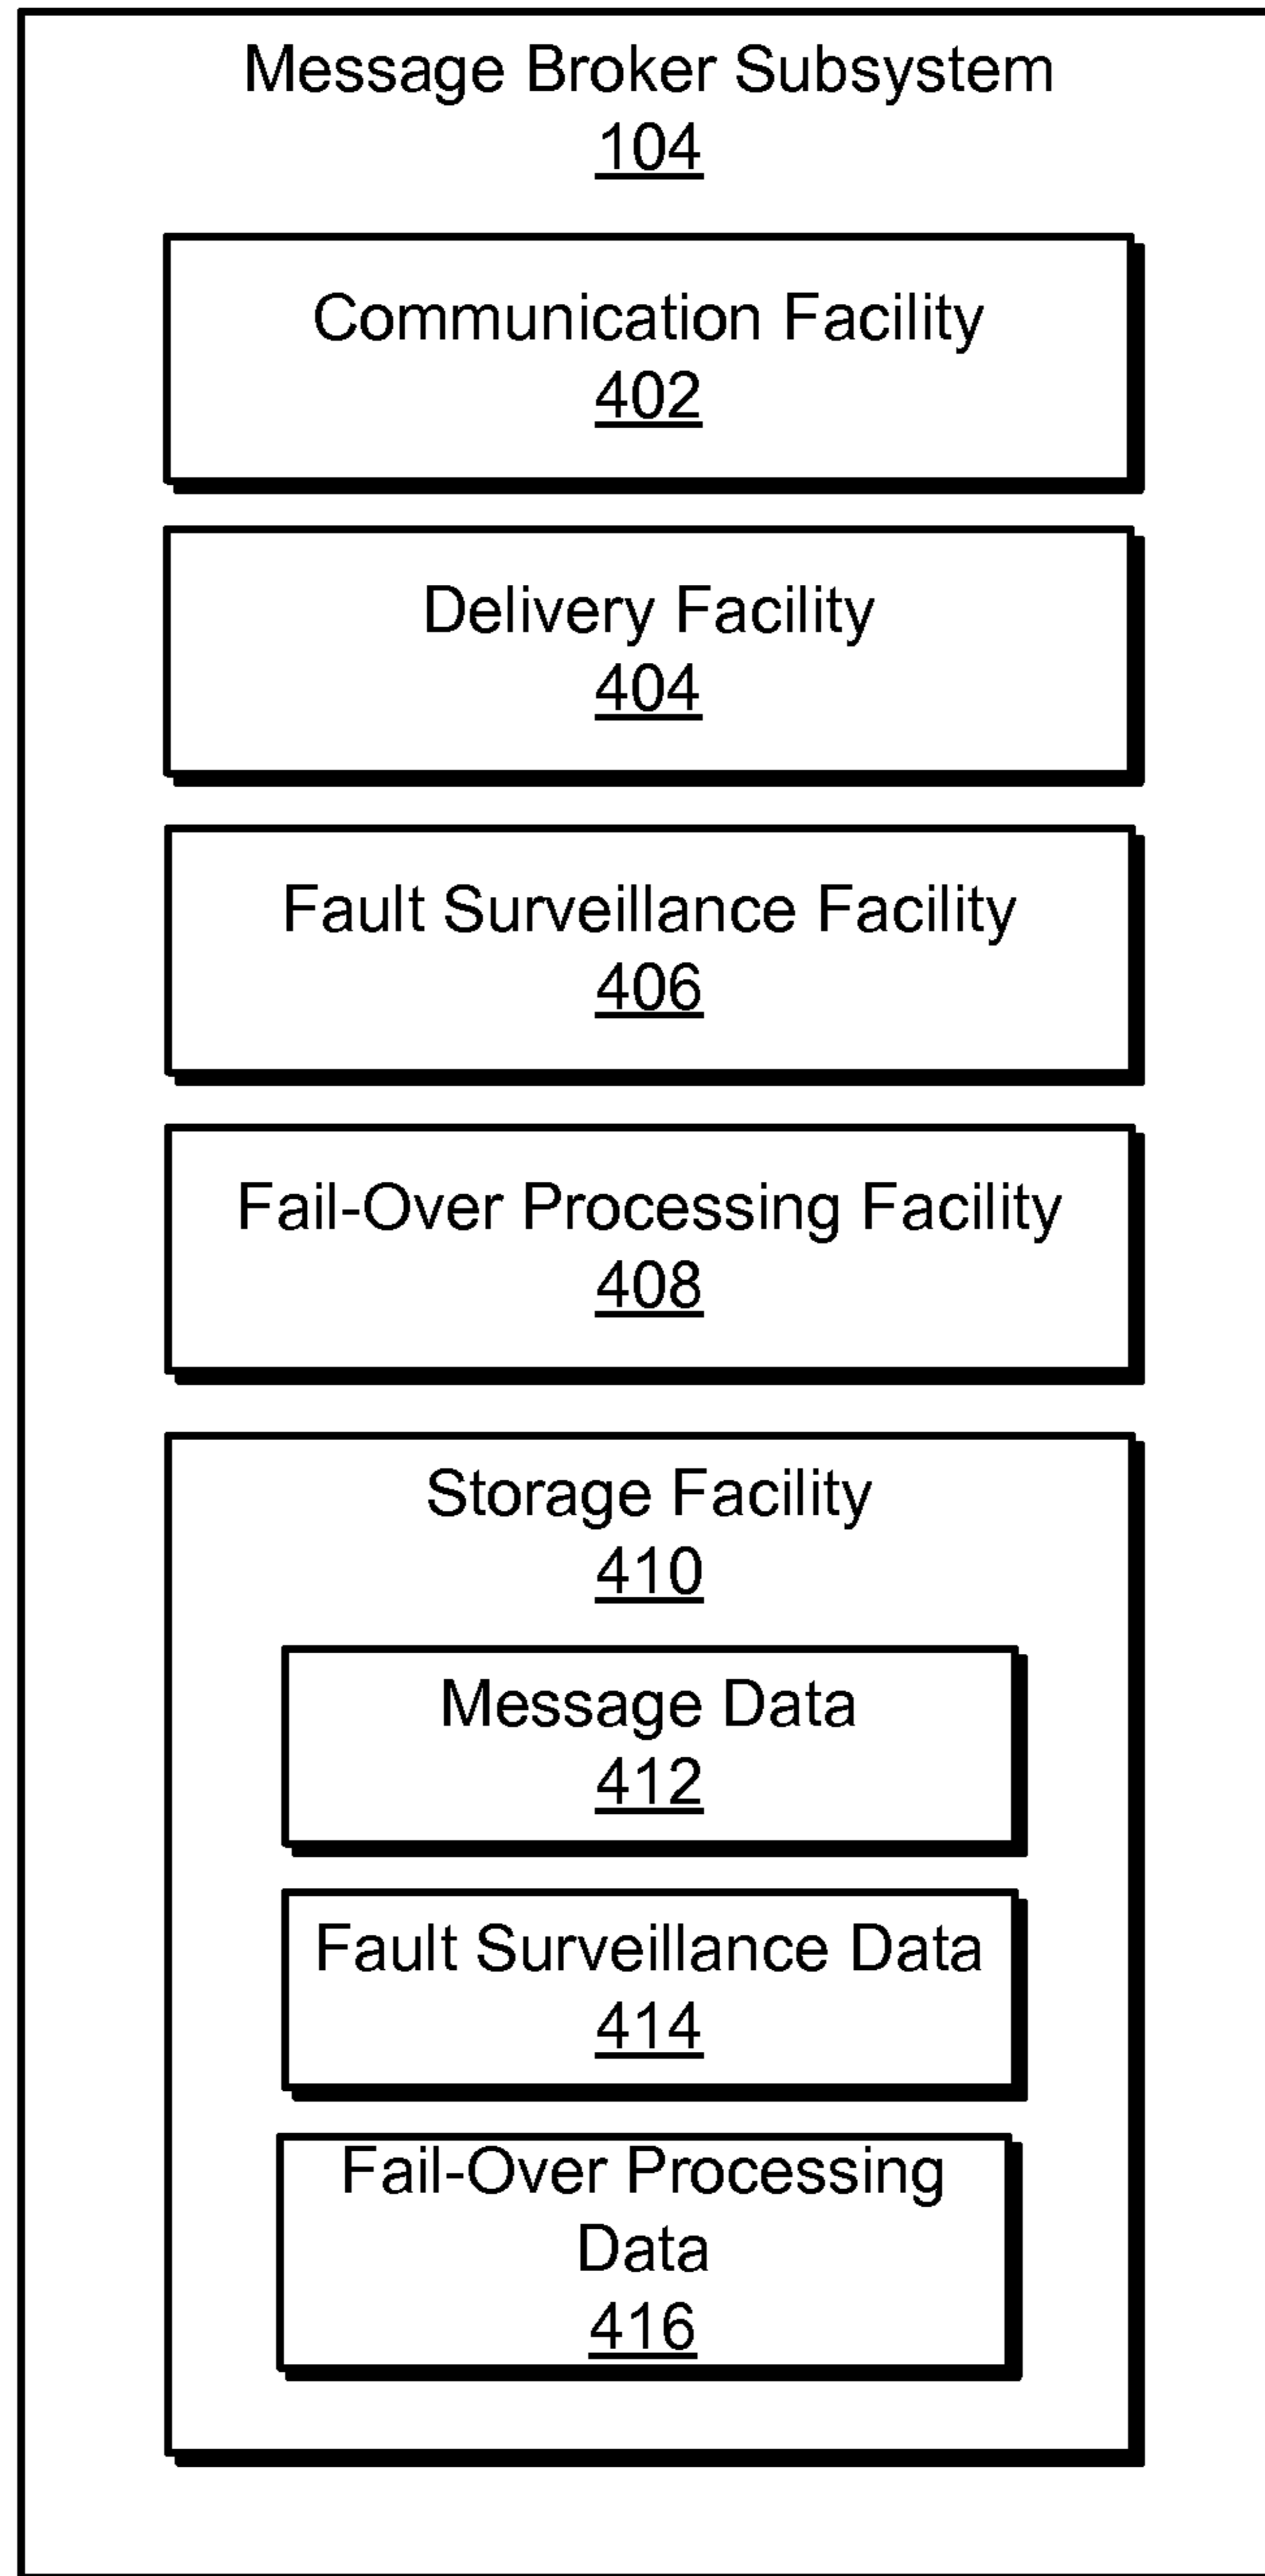 Message Broker Subsystem
104
Communication Facility
402
Delivery Facility
404
Fault Surveillance Facility
406
Fail-Over Processing Facility
408
Storage Facility
410
Message Data
412
Fault Surveillance Data
414
Fail-Over Processing
Data
416